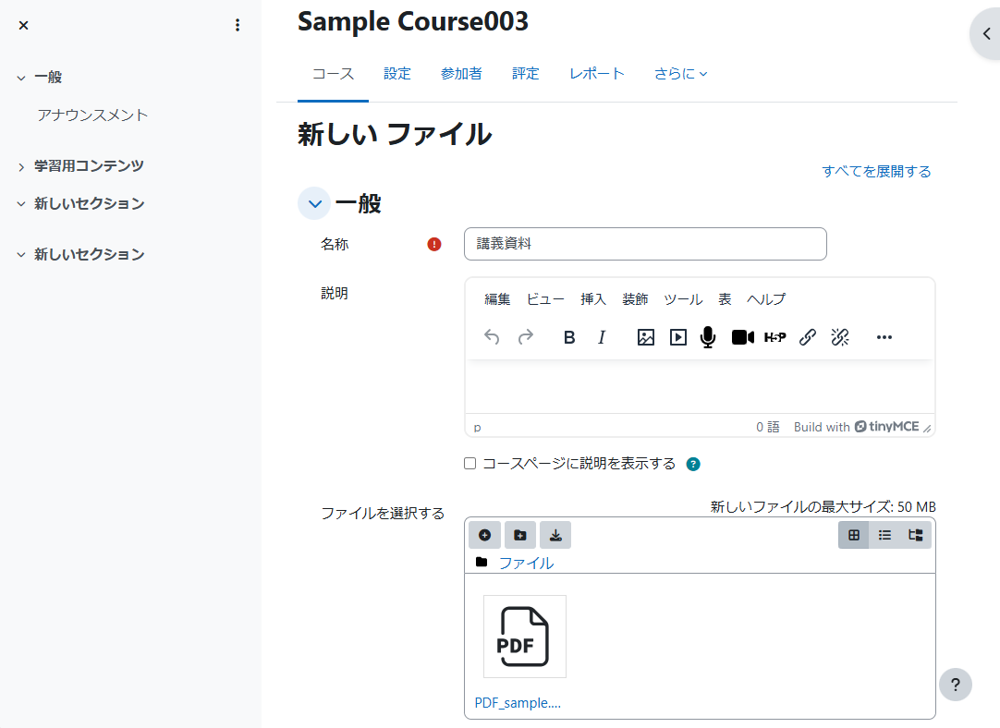 一般
アナウンスメント
学習用コンテンツ
新しいセクション
新しいセクション
Sample Course003
コース 設定 参加者 評定 レポート さらに
新しい ファイル
すべてを展開する
一般
名称
講義資料
説明
編集 ビュー 挿入 装飾 ツール 表 ヘルプ
B I H5P
p 0 語 Build with tinyMCE
コースページに説明を表示する ?
ファイルを選択する
新しいファイルの最大サイズ: 50 MB
ファイル
PDF
PDF_sample....
?